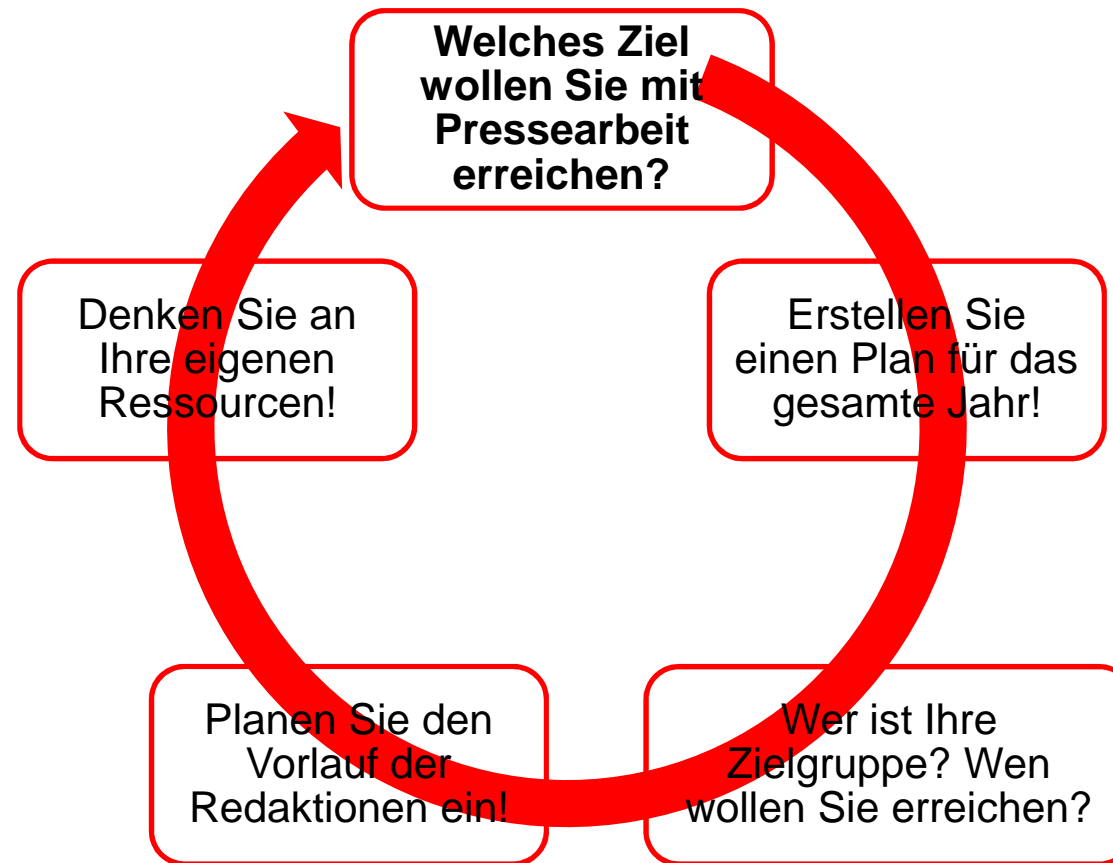 Welches Ziel
wollen Sie mit
Pressearbeit
erreichen?
Erstellen Sie
einen Plan für das
gesamte Jahr!
Wer ist Ihre
Zielgruppe? Wen
wollen Sie erreichen?
Planen Sie den
Vorlauf der
Redaktionen ein!
Denken Sie an
Ihre eigenen
Ressourcen!